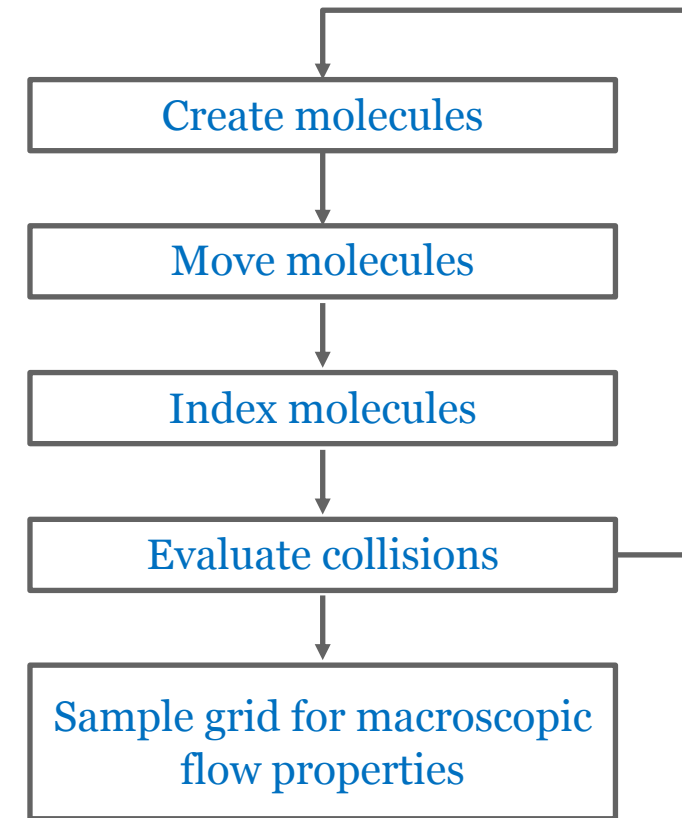 Create molecules
Move molecules
Index molecules
Evaluate collisions
Sample grid for macroscopic
flow properties